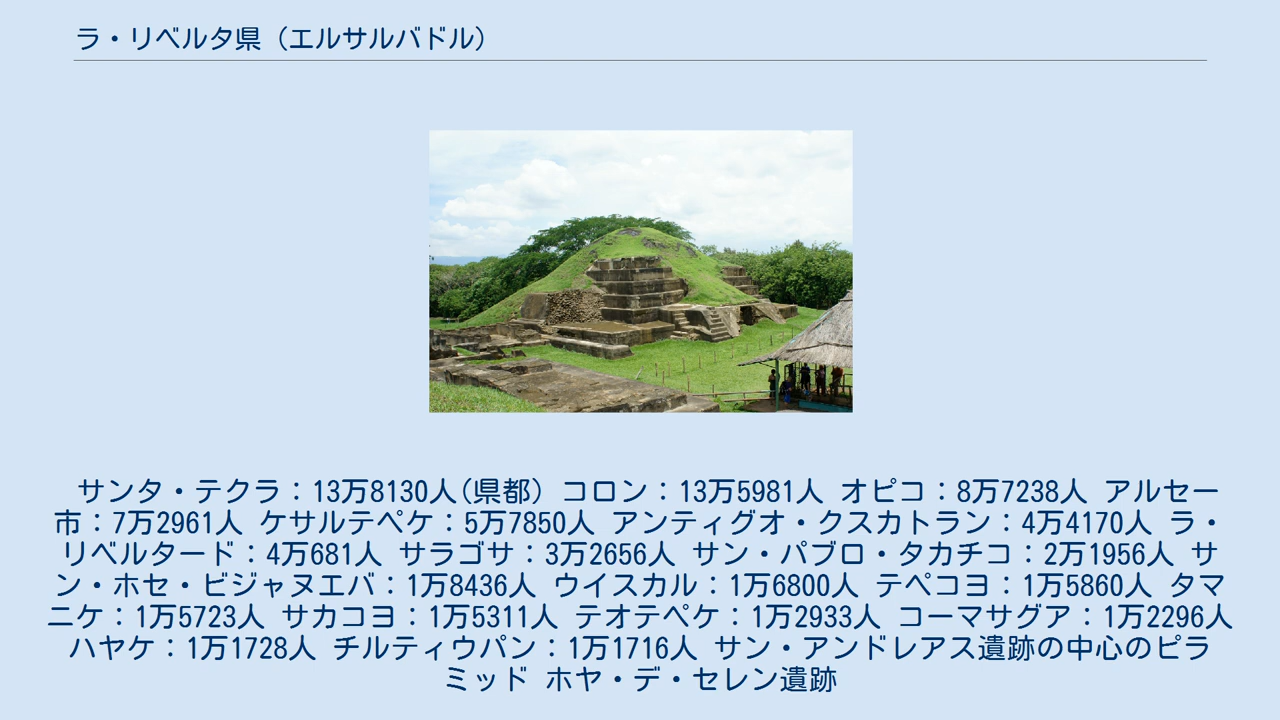 ラ・リベルタ県（エルサルバドル）
サンタ・テクラ：13万8130人(県都） コロン：13万5981人 オピコ：8万7238人 アルセー
市：7万2961人 ケサルテペケ：5万7850人 アンティグオ・クスカトラン：4万4170人 ラ・
リベルタード：4万681人 サラゴサ：3万2656人 サン・パブロ・タカチコ：2万1956人 サ
ン・ホセ・ビジャヌエバ：1万8436人 ウイスカル：1万6800人 テペコヨ：1万5860人 タマ
ニケ：1万5723人 サカコヨ：1万5311人 テオテペケ：1万2933人 コーマサグア：1万2296人
ハヤケ：1万1728人 チルティウパン：1万1716人 サン・アンドレアス遺跡の中心のピラ
ミッド ホヤ・デ・セレン遺跡